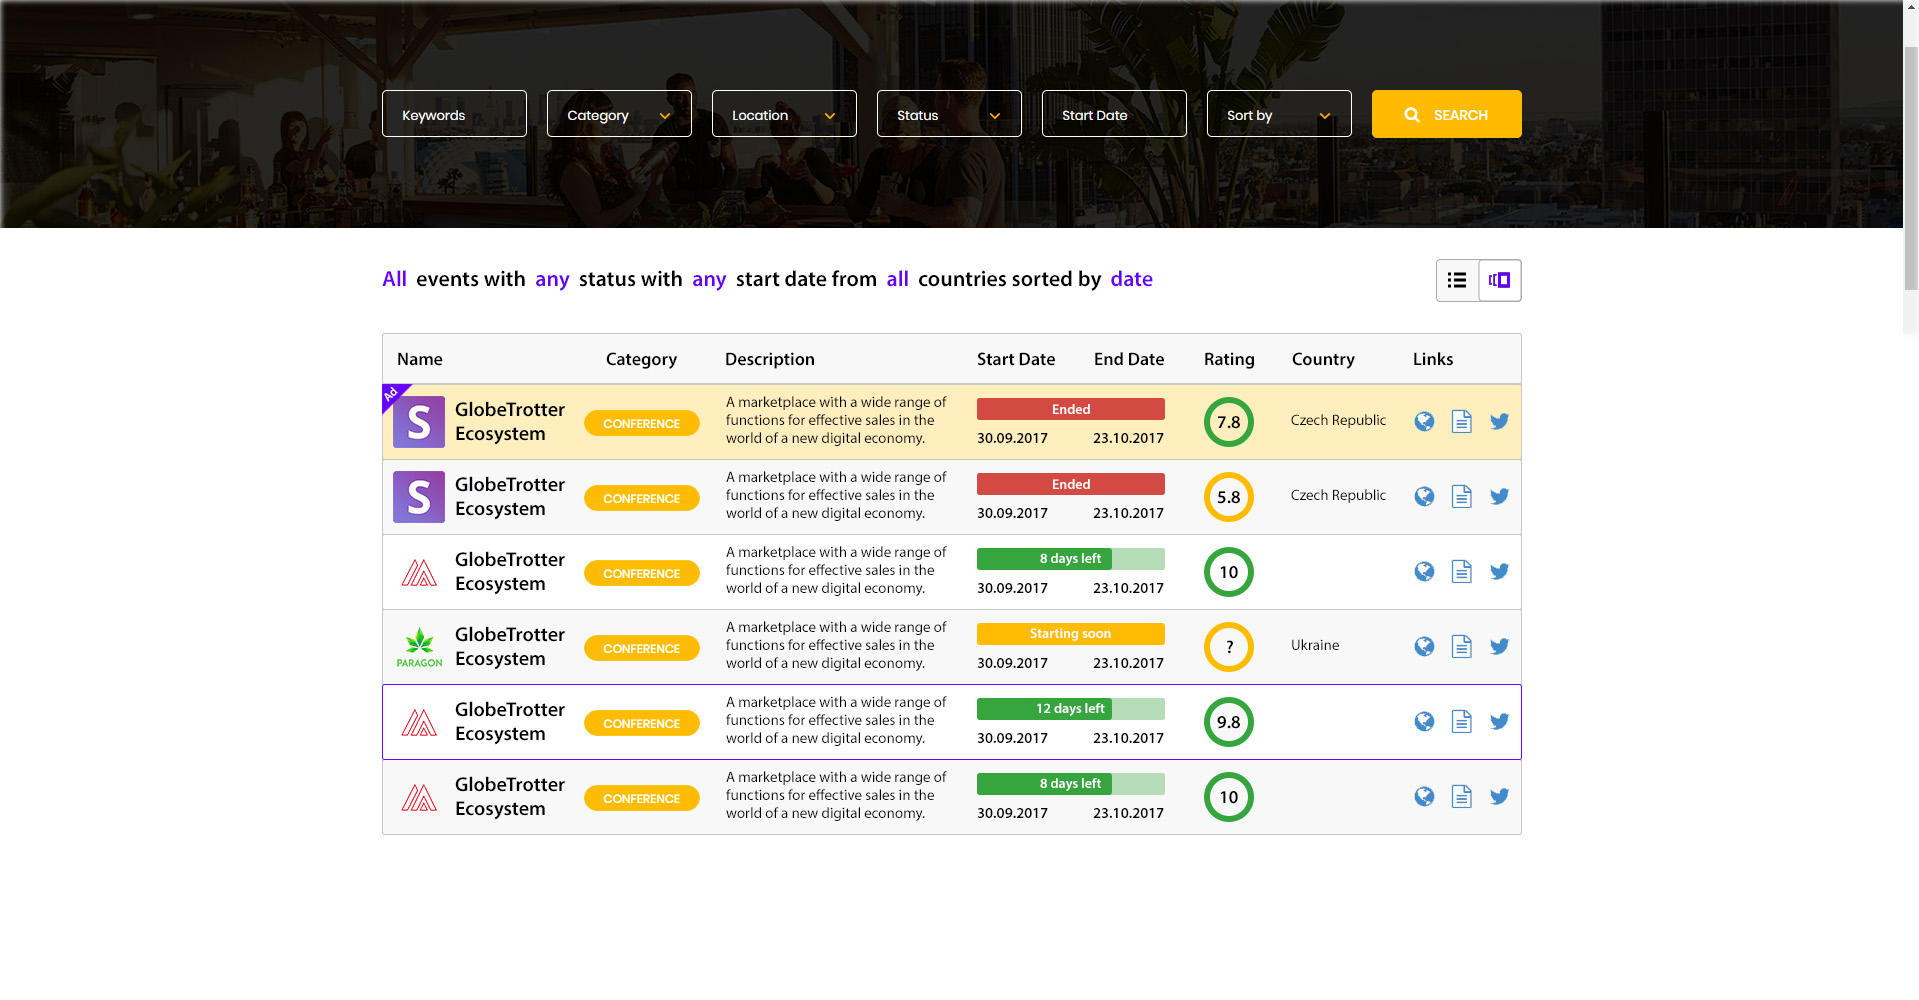 Keywords Category Location Status Start Date Sort by SEARCH
All events with any status with any start date from all countries sorted by date
Name Category Description Start Date End Date Rating Country Links
Ad
S
GlobeTrotter
Ecosystem
CONFERENCE
A marketplace with a wide range of
functions for effective sales in the
world of a new digital economy.
Ended
30.09.2017 23.10.2017
7.8
Czech Republic
S
GlobeTrotter
Ecosystem
CONFERENCE
A marketplace with a wide range of
functions for effective sales in the
world of a new digital economy.
Ended
30.09.2017 23.10.2017
5.8
Czech Republic
GlobeTrotter
Ecosystem
CONFERENCE
A marketplace with a wide range of
functions for effective sales in the
world of a new digital economy.
8 days left
30.09.2017 23.10.2017
10
PARAGON
GlobeTrotter
Ecosystem
CONFERENCE
A marketplace with a wide range of
functions for effective sales in the
world of a new digital economy.
Starting soon
30.09.2017 23.10.2017
?
Ukraine
GlobeTrotter
Ecosystem
CONFERENCE
A marketplace with a wide range of
functions for effective sales in the
world of a new digital economy.
12 days left
30.09.2017 23.10.2017
9.8
GlobeTrotter
Ecosystem
CONFERENCE
A marketplace with a wide range of
functions for effective sales in the
world of a new digital economy.
8 days left
30.09.2017 23.10.2017
10